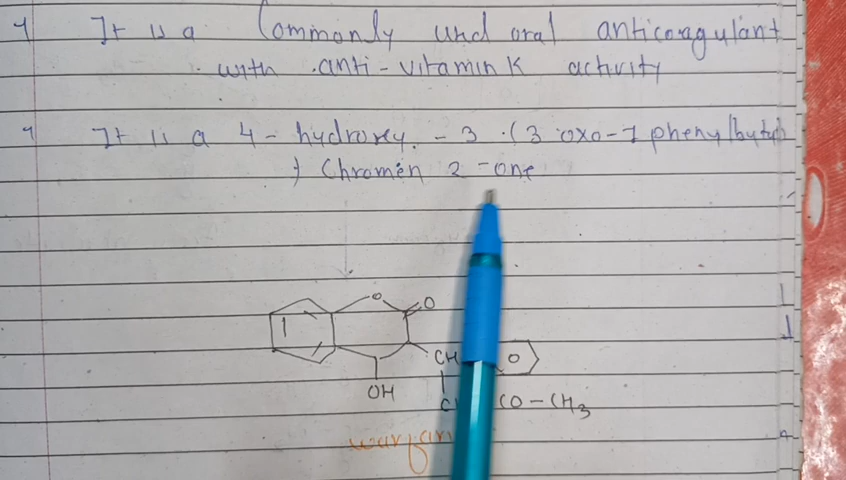 It is a Commonly used oral anticoagulant
with anti-vitamin K activity
It is a 4-hydroxy-3-(3 oxo-1 phenylbutyl
) Chromen 2-one
O
O
CH
O
OH
CO-CH3